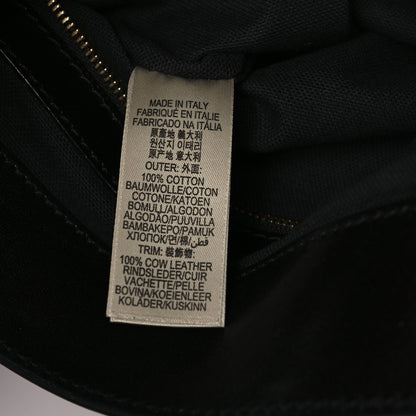 MADE IN ITALY
FABRIQUÉ EN ITALIE
FABRICADO NA ITÁLIA
原產地 義大利
원산지 이태리
原产地 意大利
OUTER: 外面:
100% COTTON
BAUMWOLLE/COTON
COTONE/KATOEN
BOMULL/ALGODON
ALGODÃO/PUUVILLA
BAMBAKEPO/PAMUK
ХЛОПОК/棉/면/قطن
TRIM: 裝飾物:
100% COW LEATHER
RINDSLEDER/CUIR
VACHETTE/PELLE
BOVINA/KOEIENLEER
KOLÄDER/KUSKINN